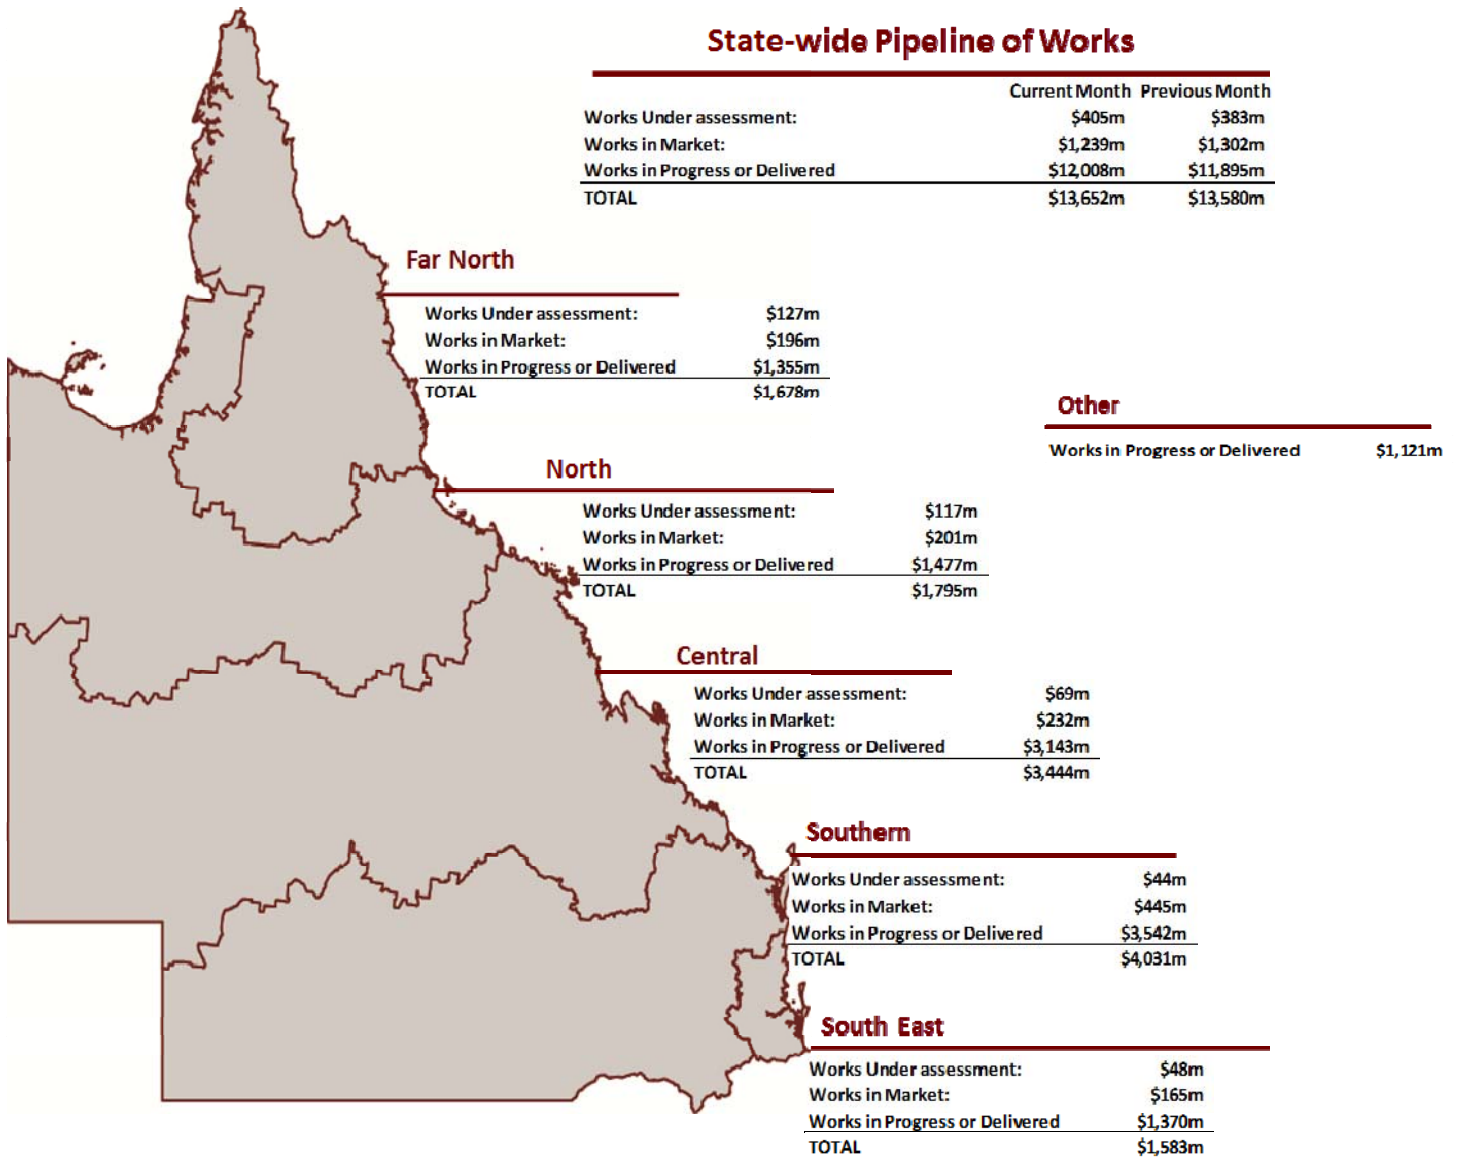 State-wide Pipeline of Works
Current Month Previous Month
Works Under assessment: $405m $383m
Works in Market: $1,239m $1,302m
Works in Progress or Delivered $12,008m $11,895m
TOTAL $13,652m $13,580m
Far North
Works Under assessment: $127m
Works in Market: $196m
Works in Progress or Delivered $1,355m
TOTAL $1,678m
Other
Works in Progress or Delivered $1,121m
North
Works Under assessment: $117m
Works in Market: $201m
Works in Progress or Delivered $1,477m
TOTAL $1,795m
Central
Works Under assessment: $69m
Works in Market: $232m
Works in Progress or Delivered $3,143m
TOTAL $3,444m
Southern
Works Under assessment: $44m
Works in Market: $445m
Works in Progress or Delivered $3,542m
TOTAL $4,031m
South East
Works Under assessment: $48m
Works in Market: $165m
Works in Progress or Delivered $1,370m
TOTAL $1,583m